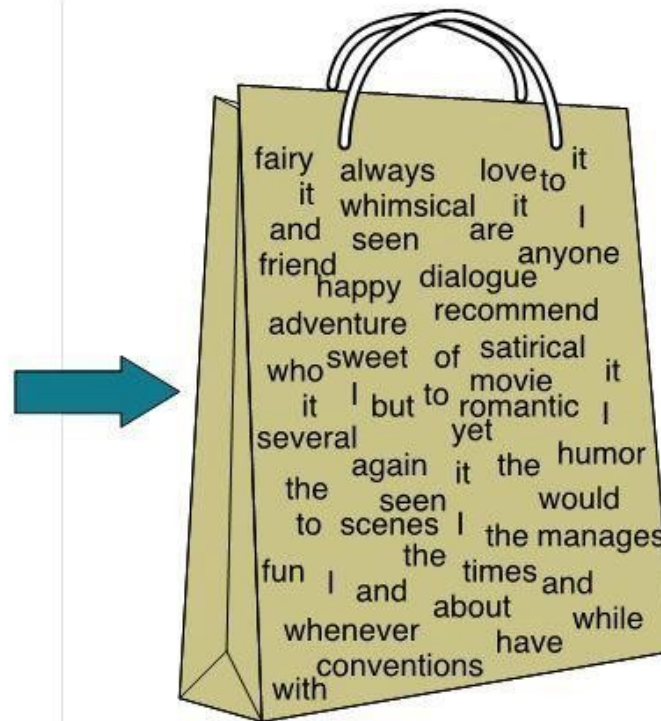 fairy always love to it
it whimsical it I
and seen are anyone
friend happy dialogue
adventure recommend
who sweet of satirical it
it I but to movie romantic I
several yet
again it the humor
the seen would
to scenes I the manages
the
fun I and times and
about while
whenever have
conventions
with